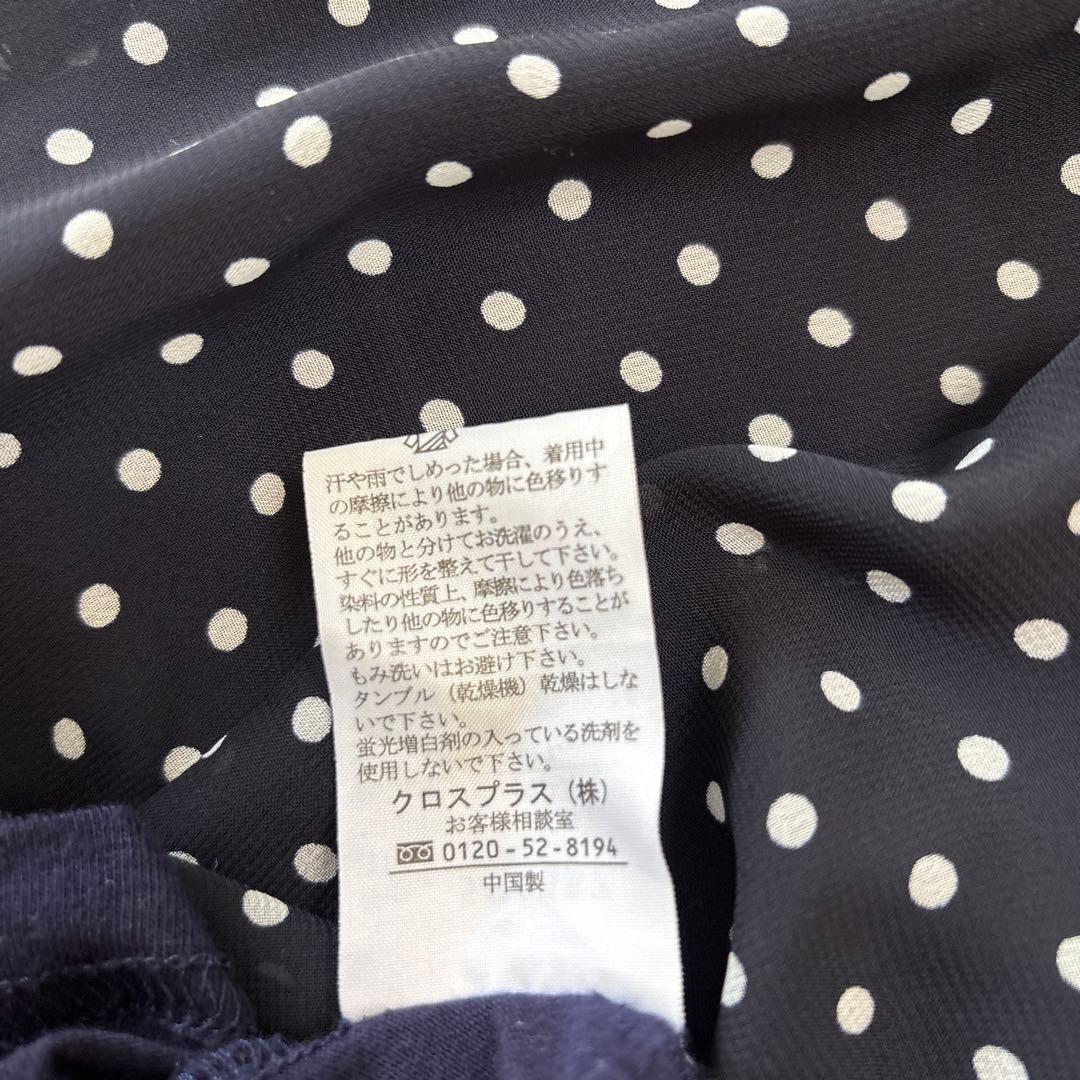 汗や雨でしめった場合、着用中
の摩擦により他の物に色移りす
ることがあります。
他の物と分けてお洗濯のうえ、
すぐに形を整えて干して下さい。
染料の性質上、摩擦により色落ち
したり他の物に色移りすることが
ありますのでご注意下さい。
もみ洗いはお避け下さい。
タンブル（乾燥機）乾燥はしな
いで下さい。
蛍光増白剤の入っている洗剤を
使用しないで下さい。
クロスプラス（株）
お客様相談室
0120-52-8194
中国製